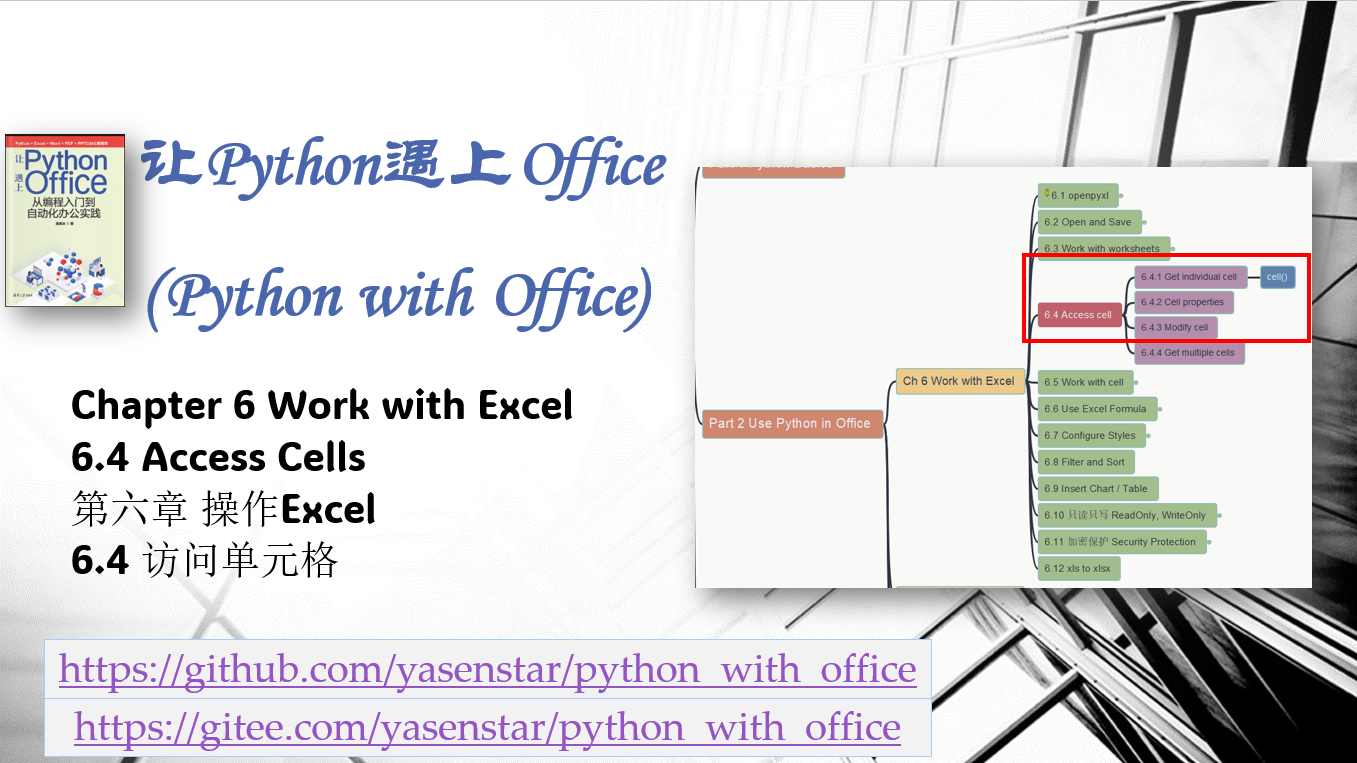 让Python遇上Office
(Python with Office)
Python + Excel + Word + PDF + PPT
让
Python
遇上
Office
从编程入门到
自动化办公实践
Chapter 6 Work with Excel
6.4 Access Cells
第六章 操作Excel
6.4 访问单元格
Part 2 Use Python in Office
Ch 6 Work with Excel
6.1 openpyxl
6.2 Open and Save
6.3 Work with worksheets
6.4 Access cell
6.4.1 Get individual cell
cell()
6.4.2 Cell properties
6.4.3 Modify cell
6.4.4 Get multiple cells
6.5 Work with cell
6.6 Use Excel Formula
6.7 Configure Styles
6.8 Filter and Sort
6.9 Insert Chart / Table
6.10 只读只写 ReadOnly, WriteOnly
6.11 加密保护 Security Protection
6.12 xls to xlsx
https://github.com/yasenstar/python_with_office
https://gitee.com/yasenstar/python_with_office